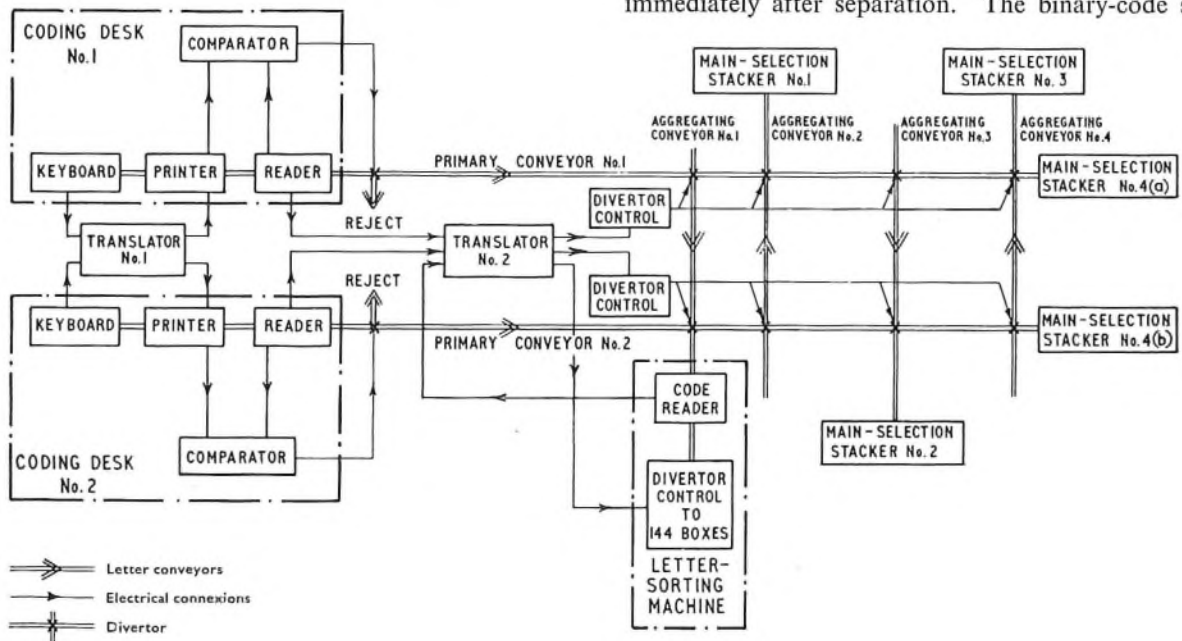 immediately after separation. The binary-code s
CODING DESK
No.1
COMPARATOR
KEYBOARD
PRINTER
READER
TRANSLATOR
No.1
REJECT
REJECT
KEYBOARD
PRINTER
READER
COMPARATOR
CODING DESK
No.2
PRIMARY CONVEYOR No.1
TRANSLATOR
No.2
PRIMARY CONVEYOR No.2
DIVERTOR
CONTROL
DIVERTOR
CONTROL
MAIN-SELECTION
STACKER No.1
MAIN-SELECTION
STACKER No.3
AGGREGATING
CONVEYOR No.1
AGGREGATING
CONVEYOR No.2
AGGREGATING
CONVEYOR No.3
AGGREGATING
CONVEYOR No.4
MAIN-SELECTION
STACKER No.4(a)
MAIN-SELECTION
STACKER No.4(b)
CODE
READER
DIVERTOR
CONTROL
TO
144 BOXES
LETTER-
SORTING
MACHINE
MAIN-SELECTION
STACKER No.2
Letter conveyors
Electrical connexions
Divertor